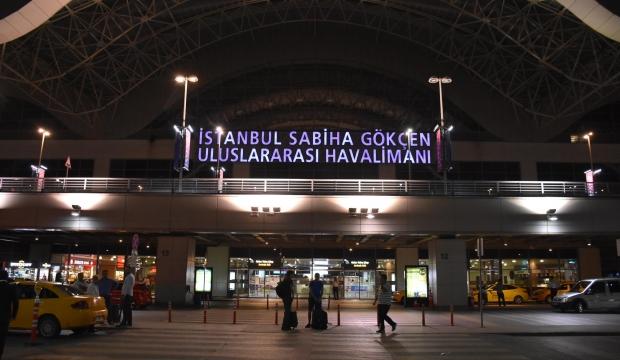 İSTANBUL SABİHA GÖKÇEN
ULUSLARARASI HAVALİMANI